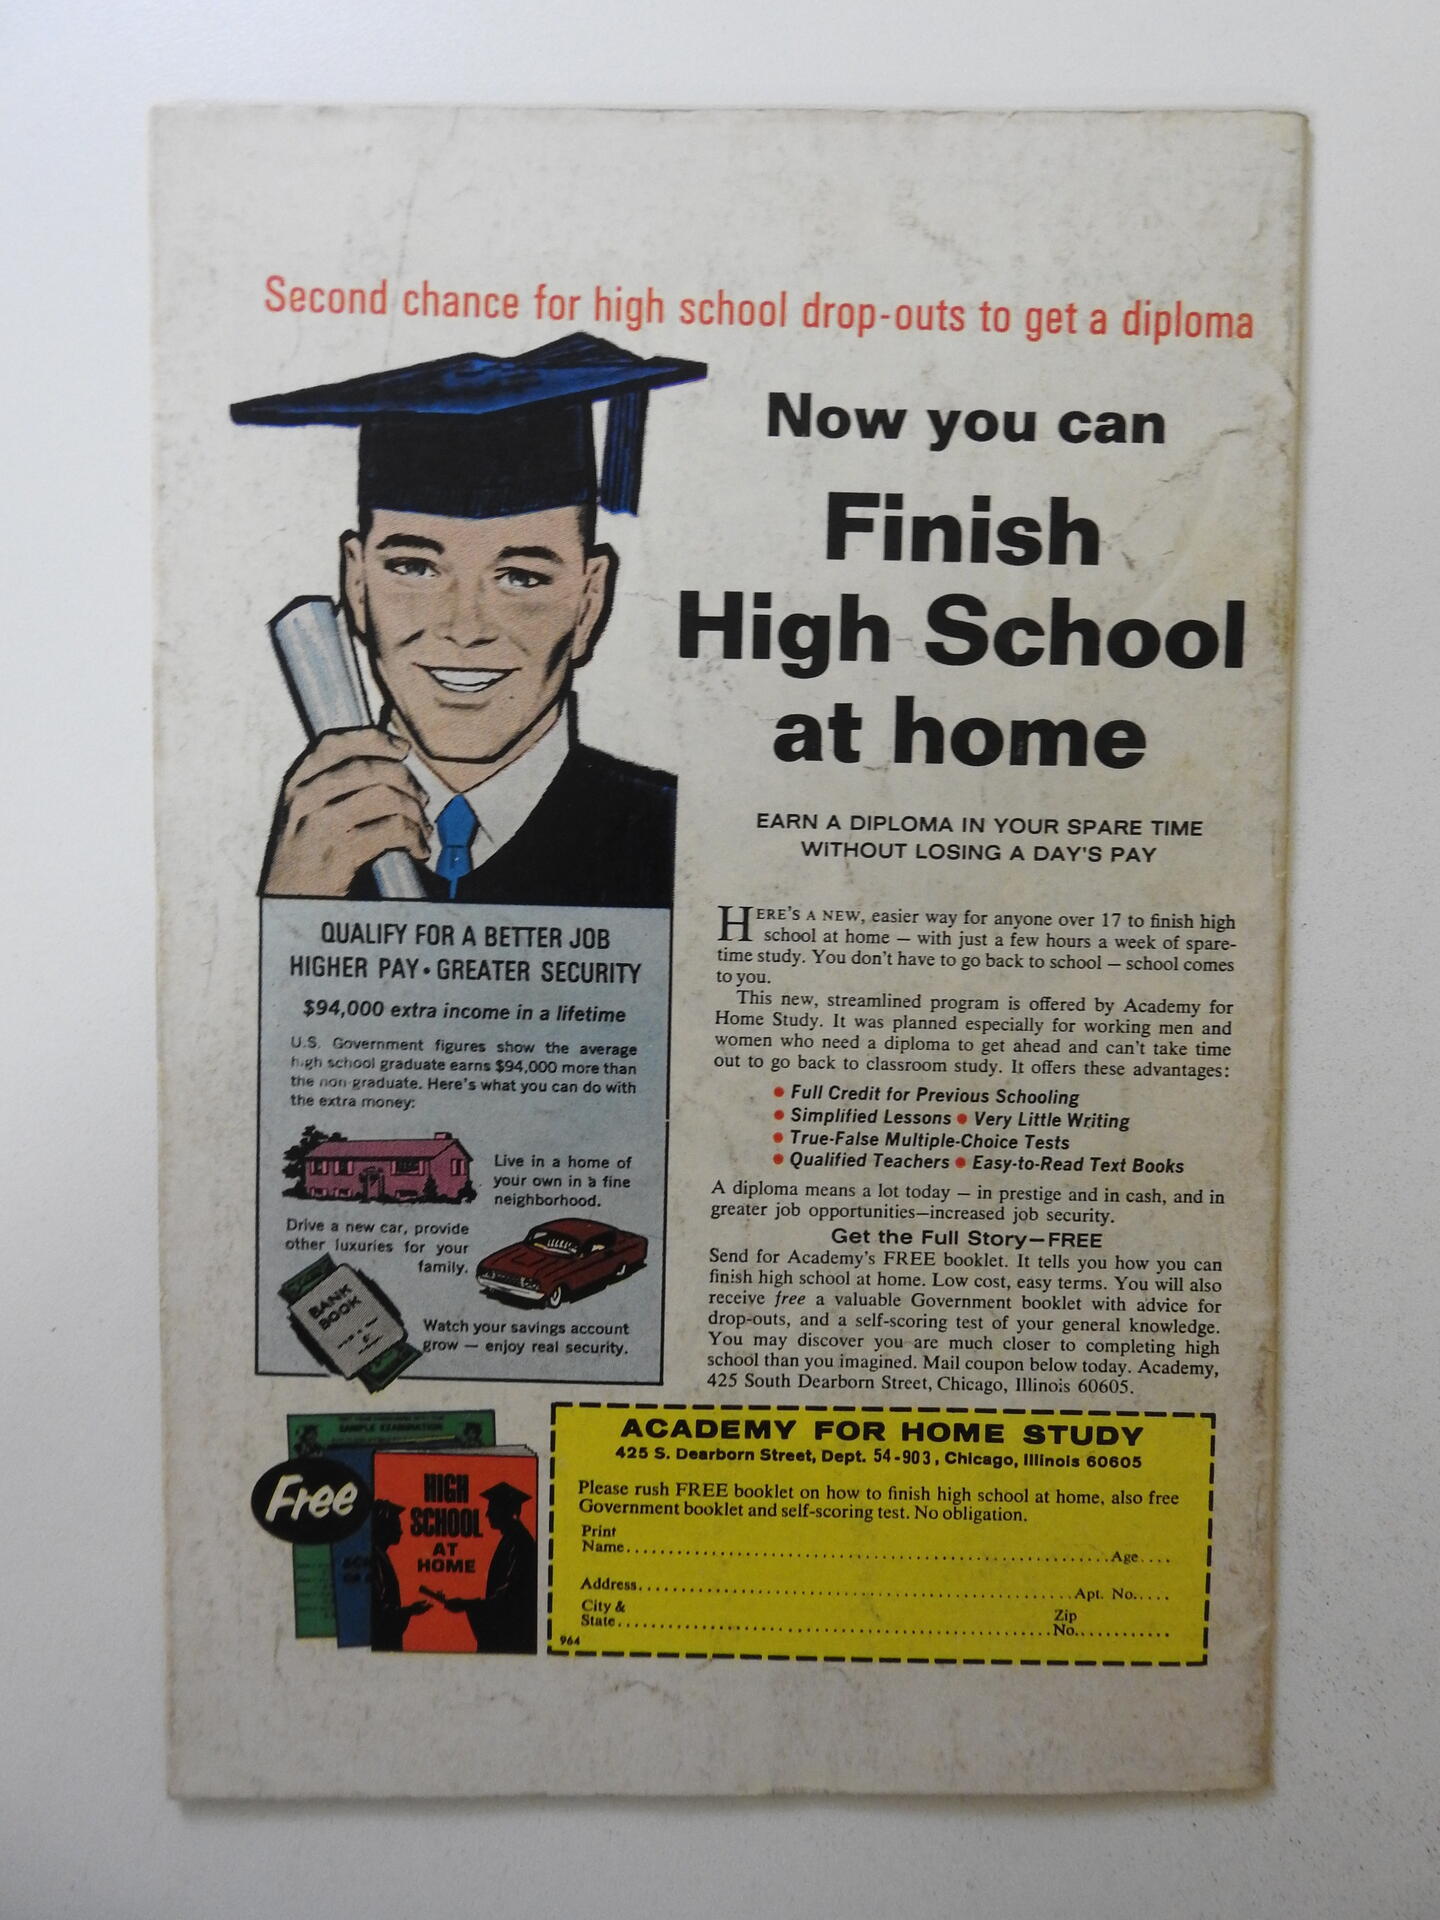 Second chance for high school drop-outs to get a diploma
Now you can
Finish
High School
at home
EARN A DIPLOMA IN YOUR SPARE TIME
WITHOUT LOSING A DAY'S PAY
QUALIFY FOR A BETTER JOB
HIGHER PAY • GREATER SECURITY
$94,000 extra income in a lifetime
U.S. Government figures show the average
high school graduate earns $94,000 more than
the non-graduate. Here's what you can do with
the extra money:
Live in a home of
your own in a fine
neighborhood.
Drive a new car, provide
other luxuries for your
family.
BANK
BOOK
Watch your savings account
grow — enjoy real security.
HERE'S A NEW, easier way for anyone over 17 to finish high
school at home — with just a few hours a week of spare-
time study. You don't have to go back to school — school comes
to you.
This new, streamlined program is offered by Academy for
Home Study. It was planned especially for working men and
women who need a diploma to get ahead and can't take time
out to go back to classroom study. It offers these advantages:
• Full Credit for Previous Schooling
• Simplified Lessons • Very Little Writing
• True-False Multiple-Choice Tests
• Qualified Teachers • Easy-to-Read Text Books
A diploma means a lot today — in prestige and in cash, and in
greater job opportunities—increased job security.
Get the Full Story—FREE
Send for Academy's FREE booklet. It tells you how you can
finish high school at home. Low cost, easy terms. You will also
receive free a valuable Government booklet with advice for
drop-outs, and a self-scoring test of your general knowledge.
You may discover you are much closer to completing high
school than you imagined. Mail coupon below today. Academy,
425 South Dearborn Street, Chicago, Illinois 60605.
SAMPLE EXAMINATION
Free
HIGH
SCHOOL
AT
HOME
ACADEMY FOR HOME STUDY
425 S. Dearborn Street, Dept. 54-903, Chicago, Illinois 60605
Please rush FREE booklet on how to finish high school at home, also free
Government booklet and self-scoring test. No obligation.
Print
Name..........Age....
Address..........Apt. No.....
City & Zip
State..........No...........
964